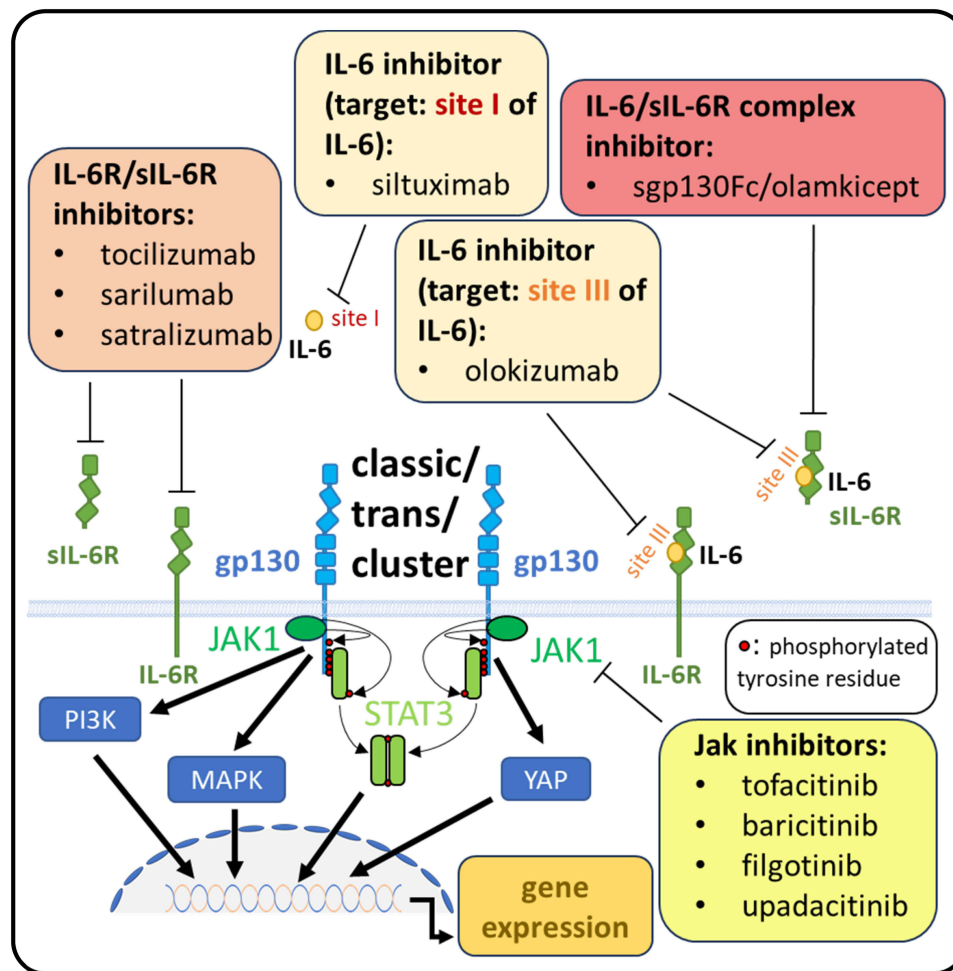 IL-6 inhibitor
(target: site I of
IL-6):
• siltuximab
IL-6/sIL-6R complex
inhibitor:
• sgp130Fc/olamkicept
IL-6R/sIL-6R
inhibitors:
• tocilizumab
• sarilumab
• satralizumab
IL-6 inhibitor
(target: site III of
IL-6):
• olokizumab
site I
IL-6
classic/
trans/
cluster
gp130
gp130
sIL-6R
site III
IL-6
sIL-6R
site III
IL-6
IL-6R
JAK1
JAK1
IL-6R
: phosphorylated
tyrosine residue
STAT3
PI3K
MAPK
YAP
Jak inhibitors:
• tofacitinib
• baricitinib
• filgotinib
• upadacitinib
gene
expression